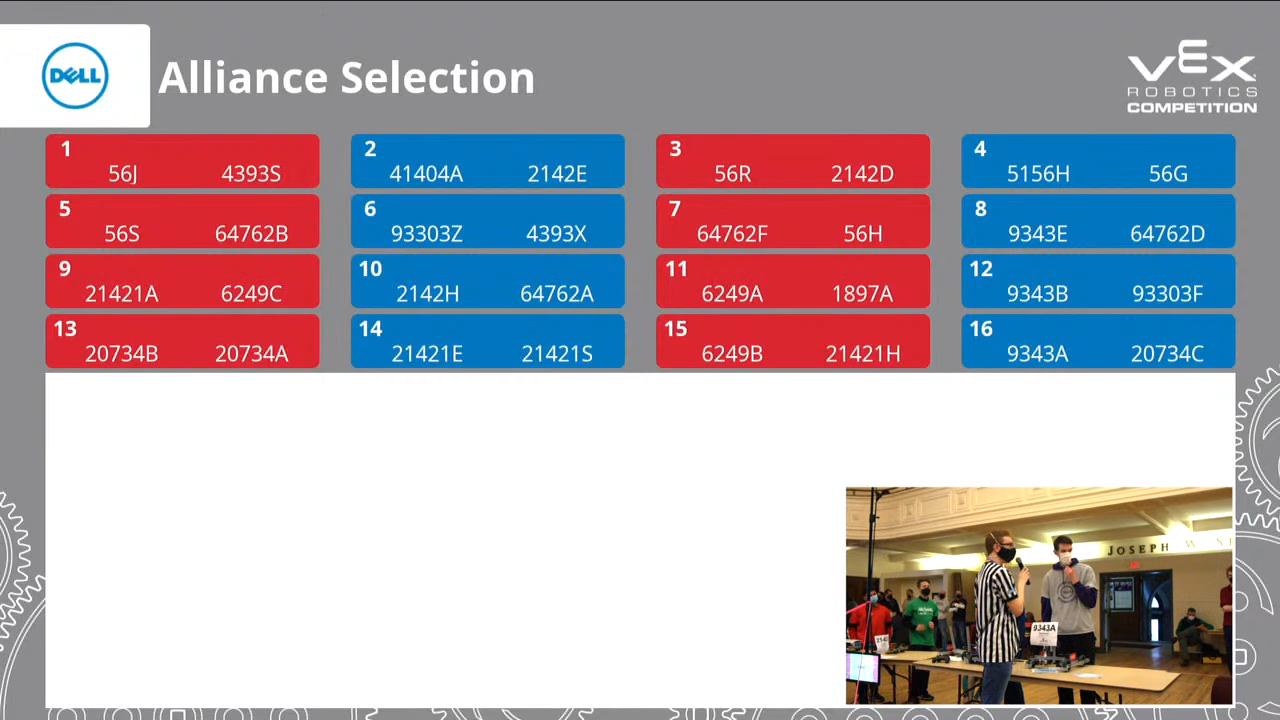 DELL
Alliance Selection
VEX
ROBOTICS
COMPETITION
1
56J 4393S
2
41404A 2142E
3
56R 2142D
4
5156H 56G
5
56S 64762B
6
93303Z 4393X
7
64762F 56H
8
9343E 64762D
9
21421A 6249C
10
2142H 64762A
11
6249A 1897A
12
9343B 93303F
13
20734B 20734A
14
21421E 21421S
15
6249B 21421H
16
9343A 20734C
JOSEPH W.
9343A